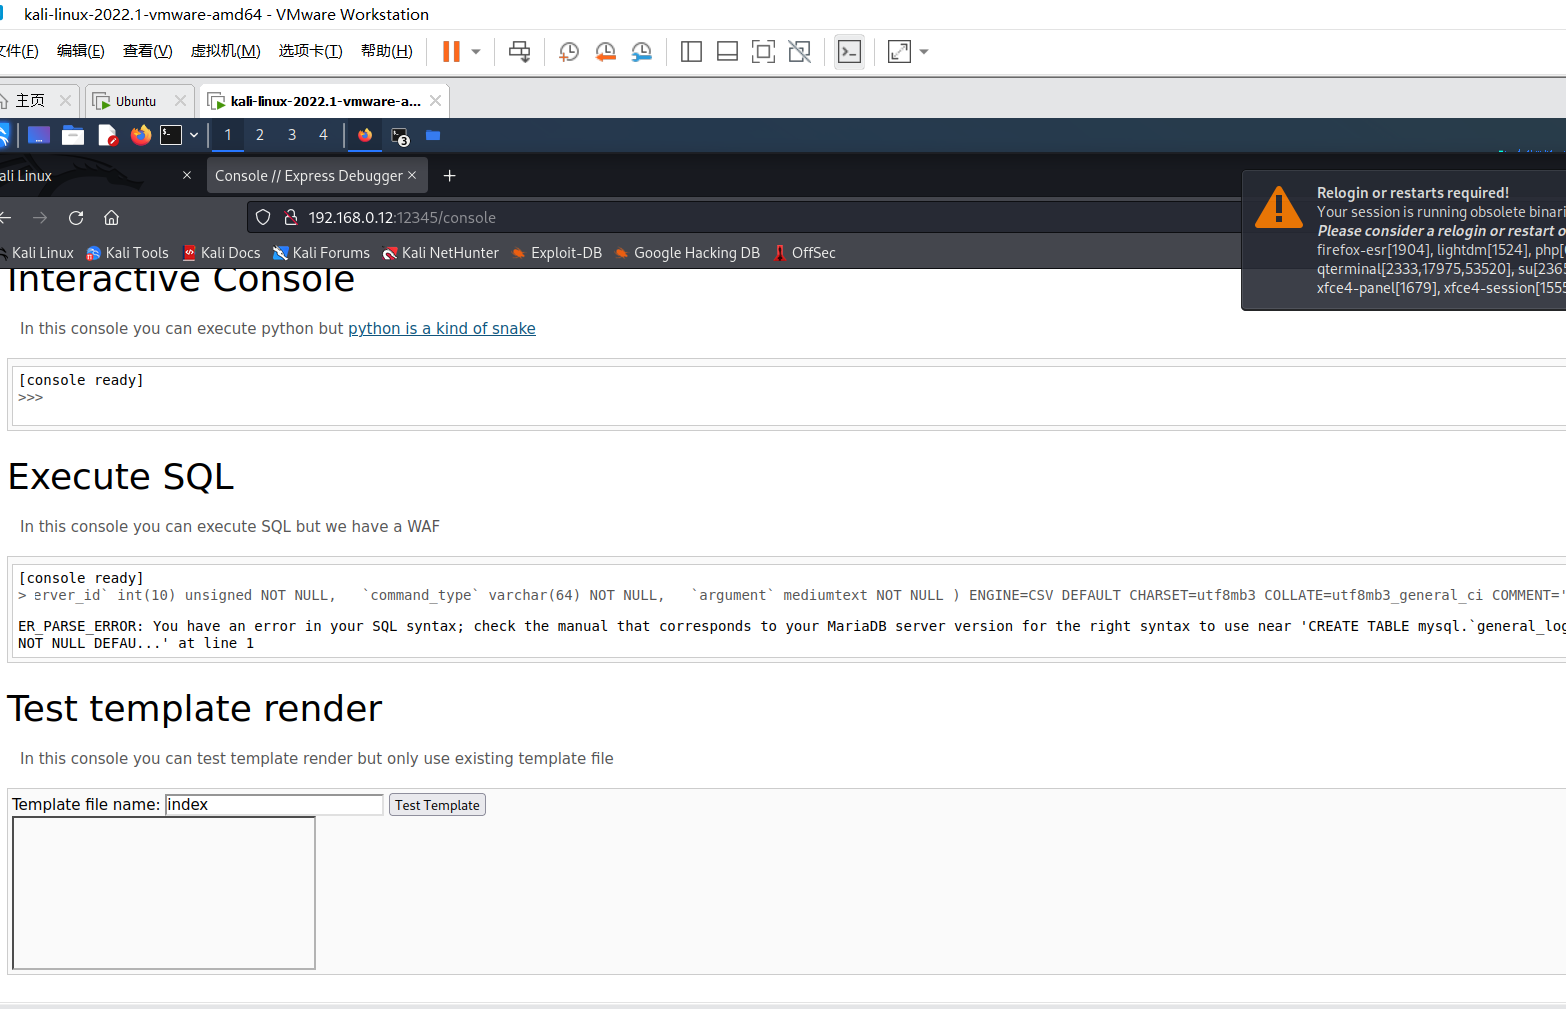 kali-linux-2022.1-vmware-amd64 - VMware Workstation
文件(F) 编辑(E) 查看(V) 虚拟机(M) 选项卡(T) 帮助(H)
主页 Ubuntu kali-linux-2022.1-vmware-a...
1 2 3 4 3
ali Linux Console // Express Debugger
192.168.0.12:12345/console
Kali Linux Kali Tools Kali Docs Kali Forums Kali NetHunter Exploit-DB Google Hacking DB OffSec
Relogin or restarts required!
Your session is running obsolete binari
Please consider a relogin or restart o
firefox-esr[1904], lightdm[1524], php[
qterminal[2333,17975,53520], su[2365
xfce4-panel[1679], xfce4-session[1555
Interactive Console
In this console you can execute python but python is a kind of snake
[console ready]
>>>
Execute SQL
In this console you can execute SQL but we have a WAF
[console ready]
> erver_id` int(10) unsigned NOT NULL, `command_type` varchar(64) NOT NULL, `argument` mediumtext NOT NULL ) ENGINE=CSV DEFAULT CHARSET=utf8mb3 COLLATE=utf8mb3_general_ci COMMENT='
ER_PARSE_ERROR: You have an error in your SQL syntax; check the manual that corresponds to your MariaDB server version for the right syntax to use near 'CREATE TABLE mysql.`general_log
NOT NULL DEFAU...' at line 1
Test template render
In this console you can test template render but only use existing template file
Template file name: index Test Template